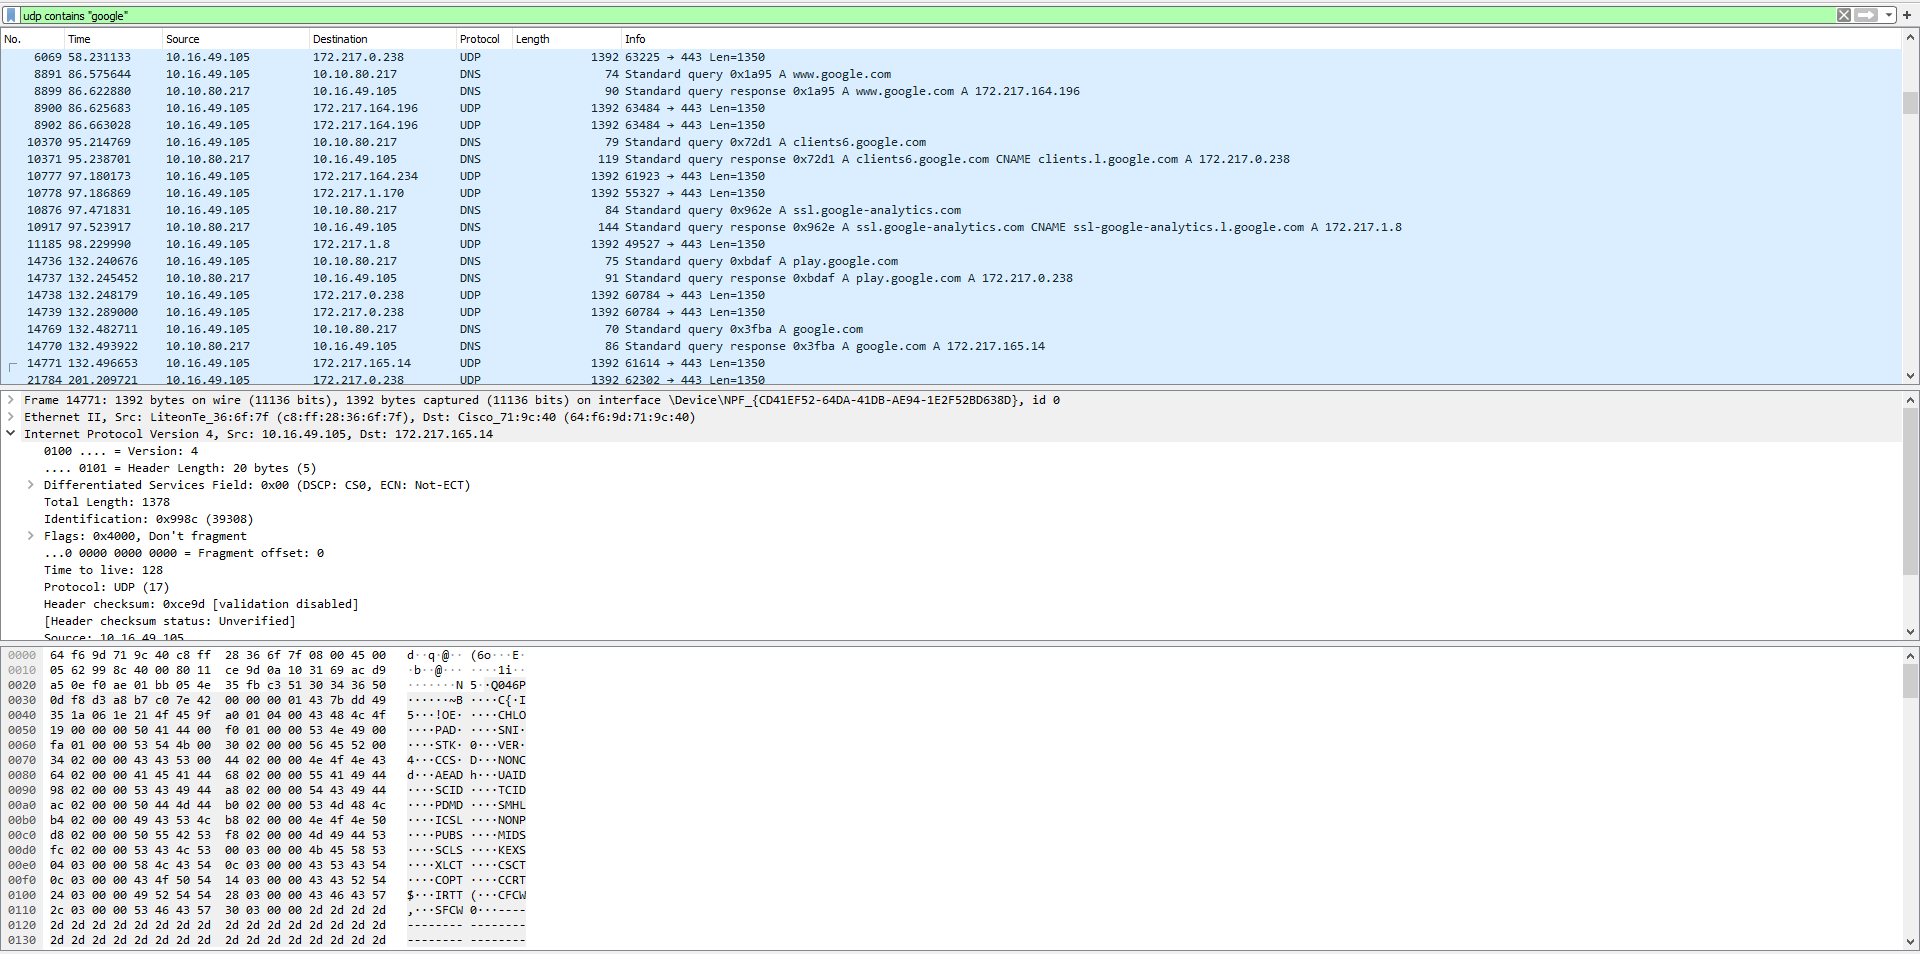 udp contains "google"
No. Time Source Destination Protocol Length Info
6069 58.231133 10.16.49.105 172.217.0.238 UDP 1392 63225 → 443 Len=1350
8891 86.575644 10.16.49.105 10.10.80.217 DNS 74 Standard query 0x1a95 A www.google.com
8899 86.622880 10.10.80.217 10.16.49.105 DNS 90 Standard query response 0x1a95 A www.google.com A 172.217.164.196
8900 86.625683 10.16.49.105 172.217.164.196 UDP 1392 63484 → 443 Len=1350
8902 86.663028 10.16.49.105 172.217.164.196 UDP 1392 63484 → 443 Len=1350
10370 95.214769 10.16.49.105 10.10.80.217 DNS 79 Standard query 0x72d1 A clients6.google.com
10371 95.238701 10.10.80.217 10.16.49.105 DNS 119 Standard query response 0x72d1 A clients6.google.com CNAME clients.l.google.com A 172.217.0.238
10777 97.180173 10.16.49.105 172.217.164.234 UDP 1392 61923 → 443 Len=1350
10778 97.186869 10.16.49.105 172.217.1.170 UDP 1392 55327 → 443 Len=1350
10876 97.471831 10.16.49.105 10.10.80.217 DNS 84 Standard query 0x962e A ssl.google-analytics.com
10917 97.523917 10.10.80.217 10.16.49.105 DNS 144 Standard query response 0x962e A ssl.google-analytics.com CNAME ssl-google-analytics.l.google.com A 172.217.1.8
11185 98.229990 10.16.49.105 172.217.1.8 UDP 1392 49527 → 443 Len=1350
14736 132.240676 10.16.49.105 10.10.80.217 DNS 75 Standard query 0xbdaf A play.google.com
14737 132.245452 10.10.80.217 10.16.49.105 DNS 91 Standard query response 0xbdaf A play.google.com A 172.217.0.238
14738 132.248179 10.16.49.105 172.217.0.238 UDP 1392 60784 → 443 Len=1350
14739 132.289000 10.16.49.105 172.217.0.238 UDP 1392 60784 → 443 Len=1350
14769 132.482711 10.16.49.105 10.10.80.217 DNS 70 Standard query 0x3fba A google.com
14770 132.493922 10.10.80.217 10.16.49.105 DNS 86 Standard query response 0x3fba A google.com A 172.217.165.14
14771 132.496653 10.16.49.105 172.217.165.14 UDP 1392 61614 → 443 Len=1350
21784 201.209721 10.16.49.105 172.217.0.238 UDP 1392 62302 → 443 Len=1350
Frame 14771: 1392 bytes on wire (11136 bits), 1392 bytes captured (11136 bits) on interface \Device\NPF_{CD41EF52-64DA-41DB-AE94-1E2F52BD638D}, id 0
Ethernet II, Src: LiteonTe_36:6f:7f (c8:ff:28:36:6f:7f), Dst: Cisco_71:9c:40 (64:f6:9d:71:9c:40)
Internet Protocol Version 4, Src: 10.16.49.105, Dst: 172.217.165.14
0100 .... = Version: 4
.... 0101 = Header Length: 20 bytes (5)
Differentiated Services Field: 0x00 (DSCP: CS0, ECN: Not-ECT)
Total Length: 1378
Identification: 0x998c (39308)
Flags: 0x4000, Don't fragment
...0 0000 0000 0000 = Fragment offset: 0
Time to live: 128
Protocol: UDP (17)
Header checksum: 0xce9d [validation disabled]
[Header checksum status: Unverified]
Source: 10.16.49.105
0000 64 f6 9d 71 9c 40 c8 ff 28 36 6f 7f 08 00 45 00 d··q·@·· (6o···E·
0010 05 62 99 8c 40 00 80 11 ce 9d 0a 10 31 69 ac d9 ·b··@··· ····1i··
0020 a5 0e f0 ae 01 bb 05 4e 35 fb c3 51 30 34 36 50 ·······N 5··Q046P
0030 0d f8 d3 a8 b7 c0 7e 42 00 00 00 01 43 7b dd 49 ······~B ····C{·I
0040 35 1a 06 1e 21 4f 45 9f a0 01 04 00 43 48 4c 4f 5···!OE· ····CHLO
0050 19 00 00 00 50 41 44 00 f0 01 00 00 53 4e 49 00 ····PAD· ····SNI·
0060 fa 01 00 00 53 54 4b 00 30 02 00 00 56 45 52 00 ····STK· 0···VER·
0070 34 02 00 00 43 43 53 00 44 02 00 00 4e 4f 4e 43 4···CCS· D···NONC
0080 64 02 00 00 41 45 41 44 68 02 00 00 55 41 49 44 d···AEAD h···UAID
0090 98 02 00 00 53 43 49 44 a8 02 00 00 54 43 49 44 ····SCID ····TCID
00a0 ac 02 00 00 50 44 4d 44 b0 02 00 00 53 4d 48 4c ····PDMD ····SMHL
00b0 b4 02 00 00 49 43 53 4c b8 02 00 00 4e 4f 4e 50 ····ICSL ····NONP
00c0 d8 02 00 00 50 55 42 53 f8 02 00 00 4d 49 44 53 ····PUBS ····MIDS
00d0 fc 02 00 00 53 43 4c 53 00 03 00 00 4b 45 58 53 ····SCLS ····KEXS
00e0 04 03 00 00 58 4c 43 54 0c 03 00 00 43 53 43 54 ····XLCT ····CSCT
00f0 0c 03 00 00 43 4f 50 54 14 03 00 00 43 43 52 54 ····COPT ····CCRT
0100 24 03 00 00 49 52 54 54 28 03 00 00 43 46 43 57 $···IRTT (···CFCW
0110 2c 03 00 00 53 46 43 57 30 03 00 00 2d 2d 2d 2d ,···SFCW 0···----
0120 2d 2d 2d 2d 2d 2d 2d 2d 2d 2d 2d 2d 2d 2d 2d 2d -------- --------
0130 2d 2d 2d 2d 2d 2d 2d 2d 2d 2d 2d 2d 2d 2d 2d 2d -------- --------